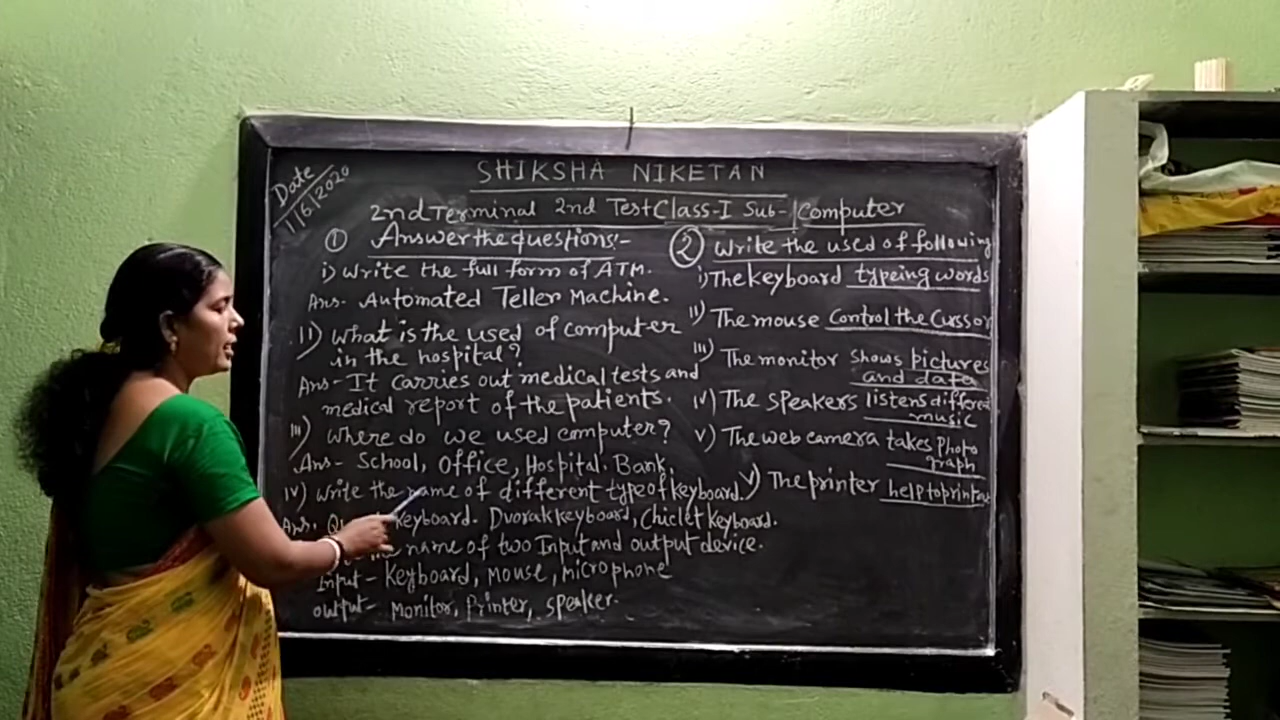 Date
1/6/2020
SHIKSHA NIKETAN
2nd Terminal 2nd Test Class-I Sub- Computer
① Answer the questions:-
i) Write the full form of ATM.
Ans. Automated Teller Machine.
ii) What is the used of computer
in the hospital?
Ans - It carries out medical tests and
medical report of the patients.
iii) Where do we used computer?
Ans - School, Office, Hospital. Bank,
iv) Write the name of different type of keyboard.
Ans. keyboard. Dvorak keyboard, Chiclet keyboard.
name of two Input and output device.
Input - Keyboard, Mouse, Microphone
output - Monitor, Printer, speaker.
② Write the used of following
i) The keyboard typeing words
ii) The mouse Control the Cussor
iii) The monitor shows pictures
and data
iv) The speakers listens different
music
v) The web camera takes Photo
graph
v) The printer help to print